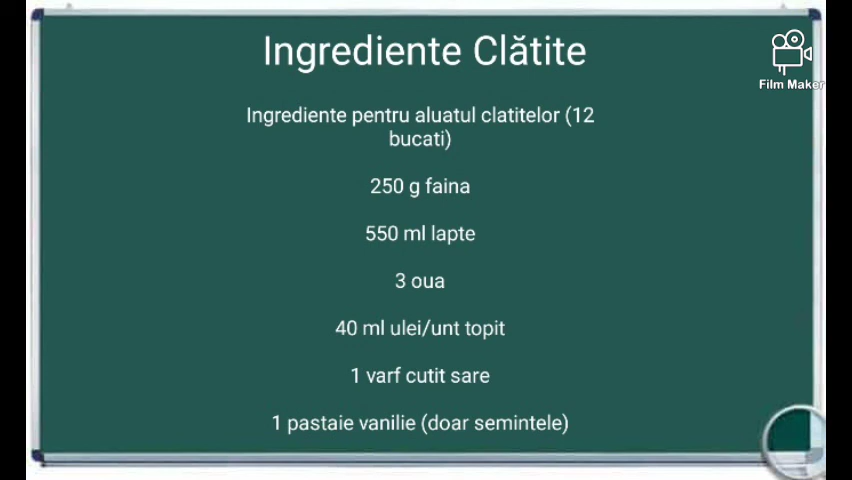 Ingrediente Clătite
Film Maker
Ingrediente pentru aluatul clatitelor (12
bucati)
250 g faina
550 ml lapte
3 oua
40 ml ulei/unt topit
1 varf cutit sare
1 pastaie vanilie (doar semintele)